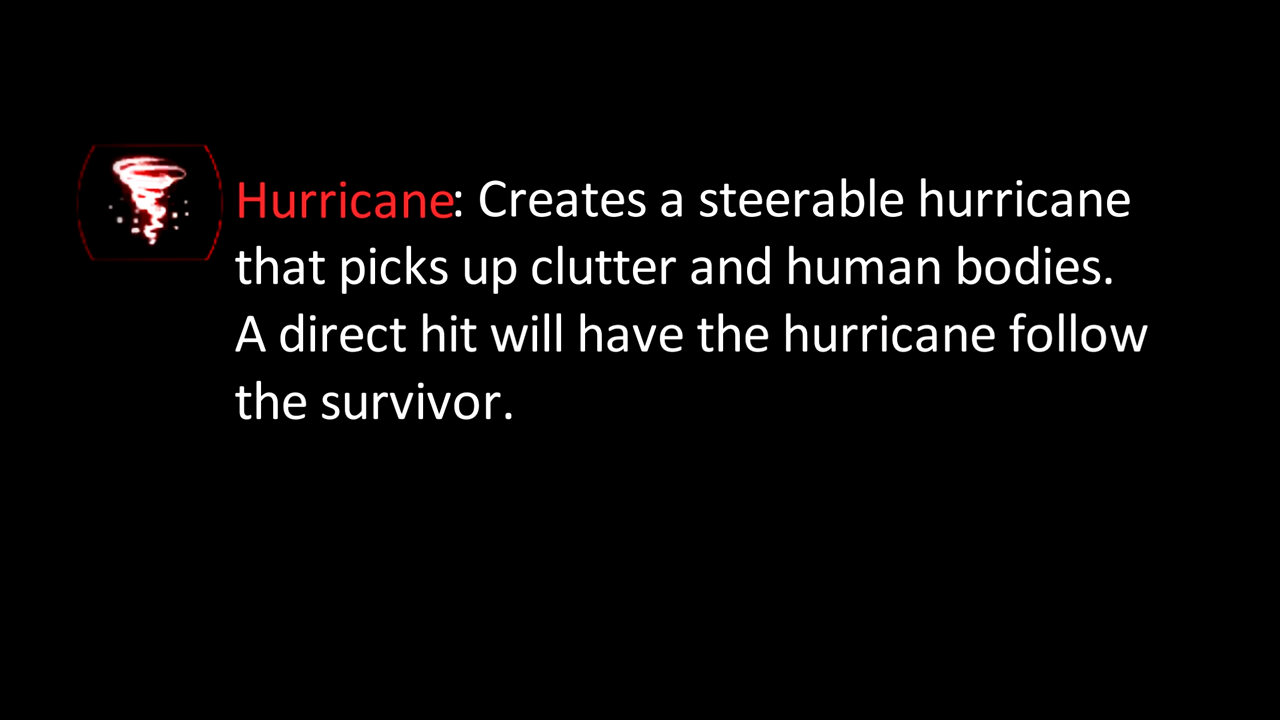 Hurricane: Creates a steerable hurricane
that picks up clutter and human bodies.
A direct hit will have the hurricane follow
the survivor.